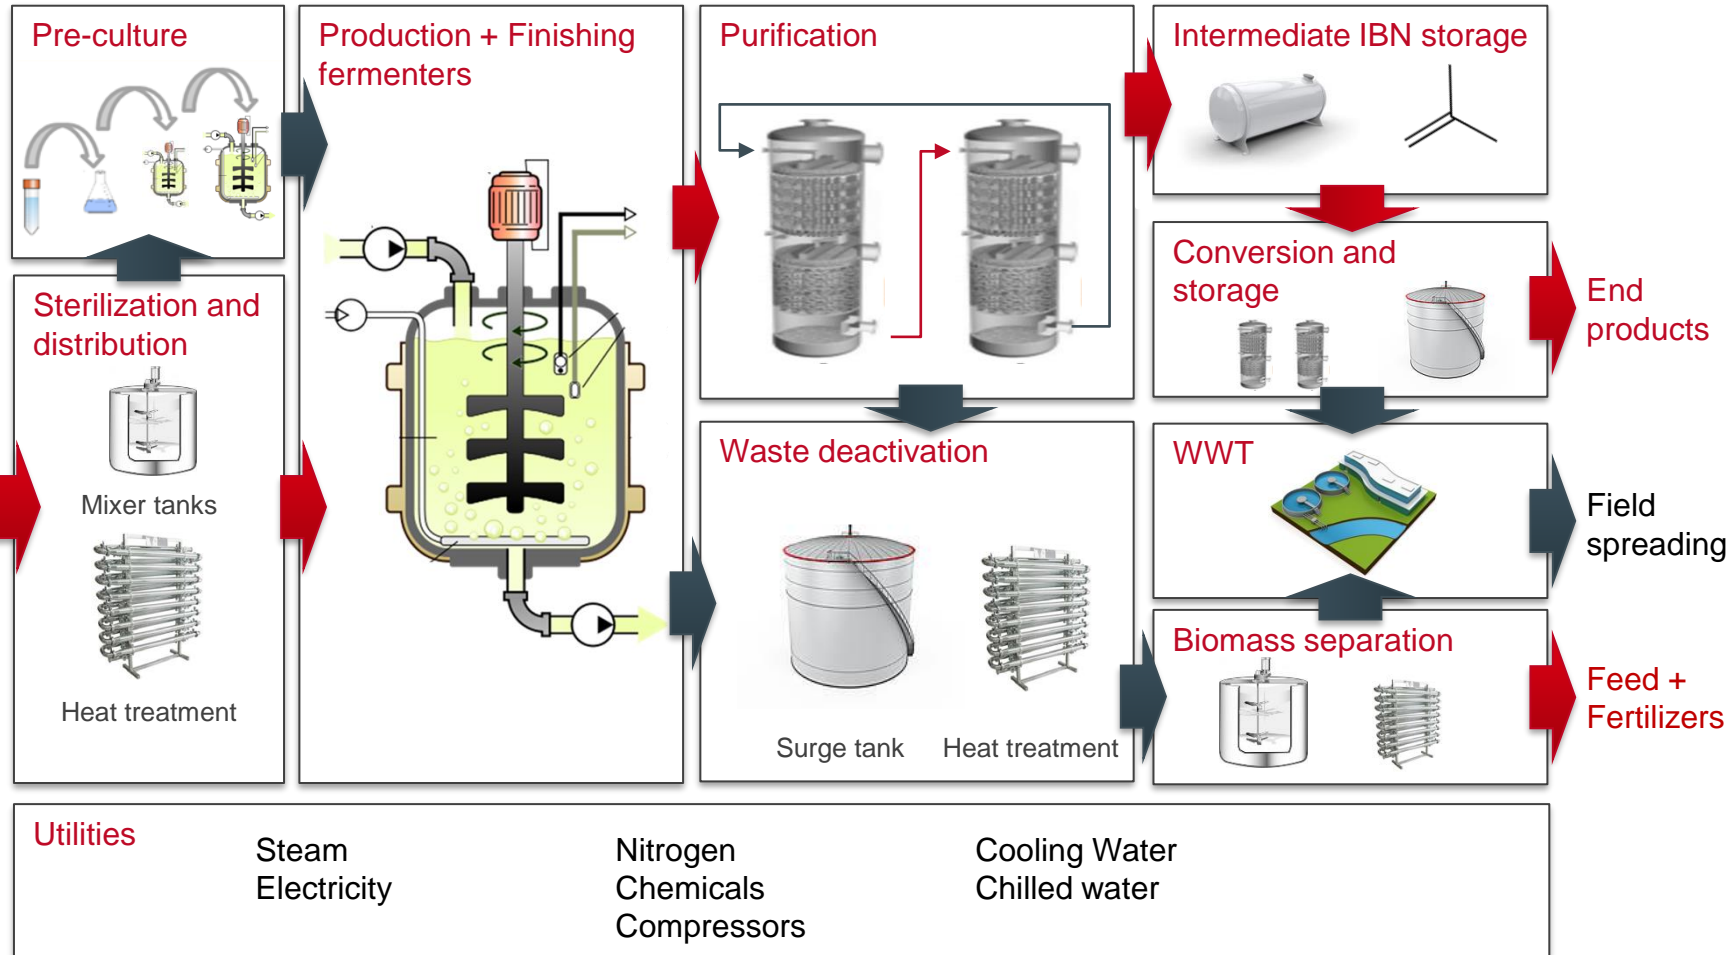 Pre-culture
Production + Finishing
fermenters
Purification
Intermediate IBN storage
Sterilization and
distribution
Mixer tanks
Heat treatment
Conversion and
storage
End
products
Waste deactivation
Surge tank
Heat treatment
WWT
Field
spreading
Biomass separation
Feed +
Fertilizers
Utilities
Steam
Electricity
Nitrogen
Chemicals
Compressors
Cooling Water
Chilled water